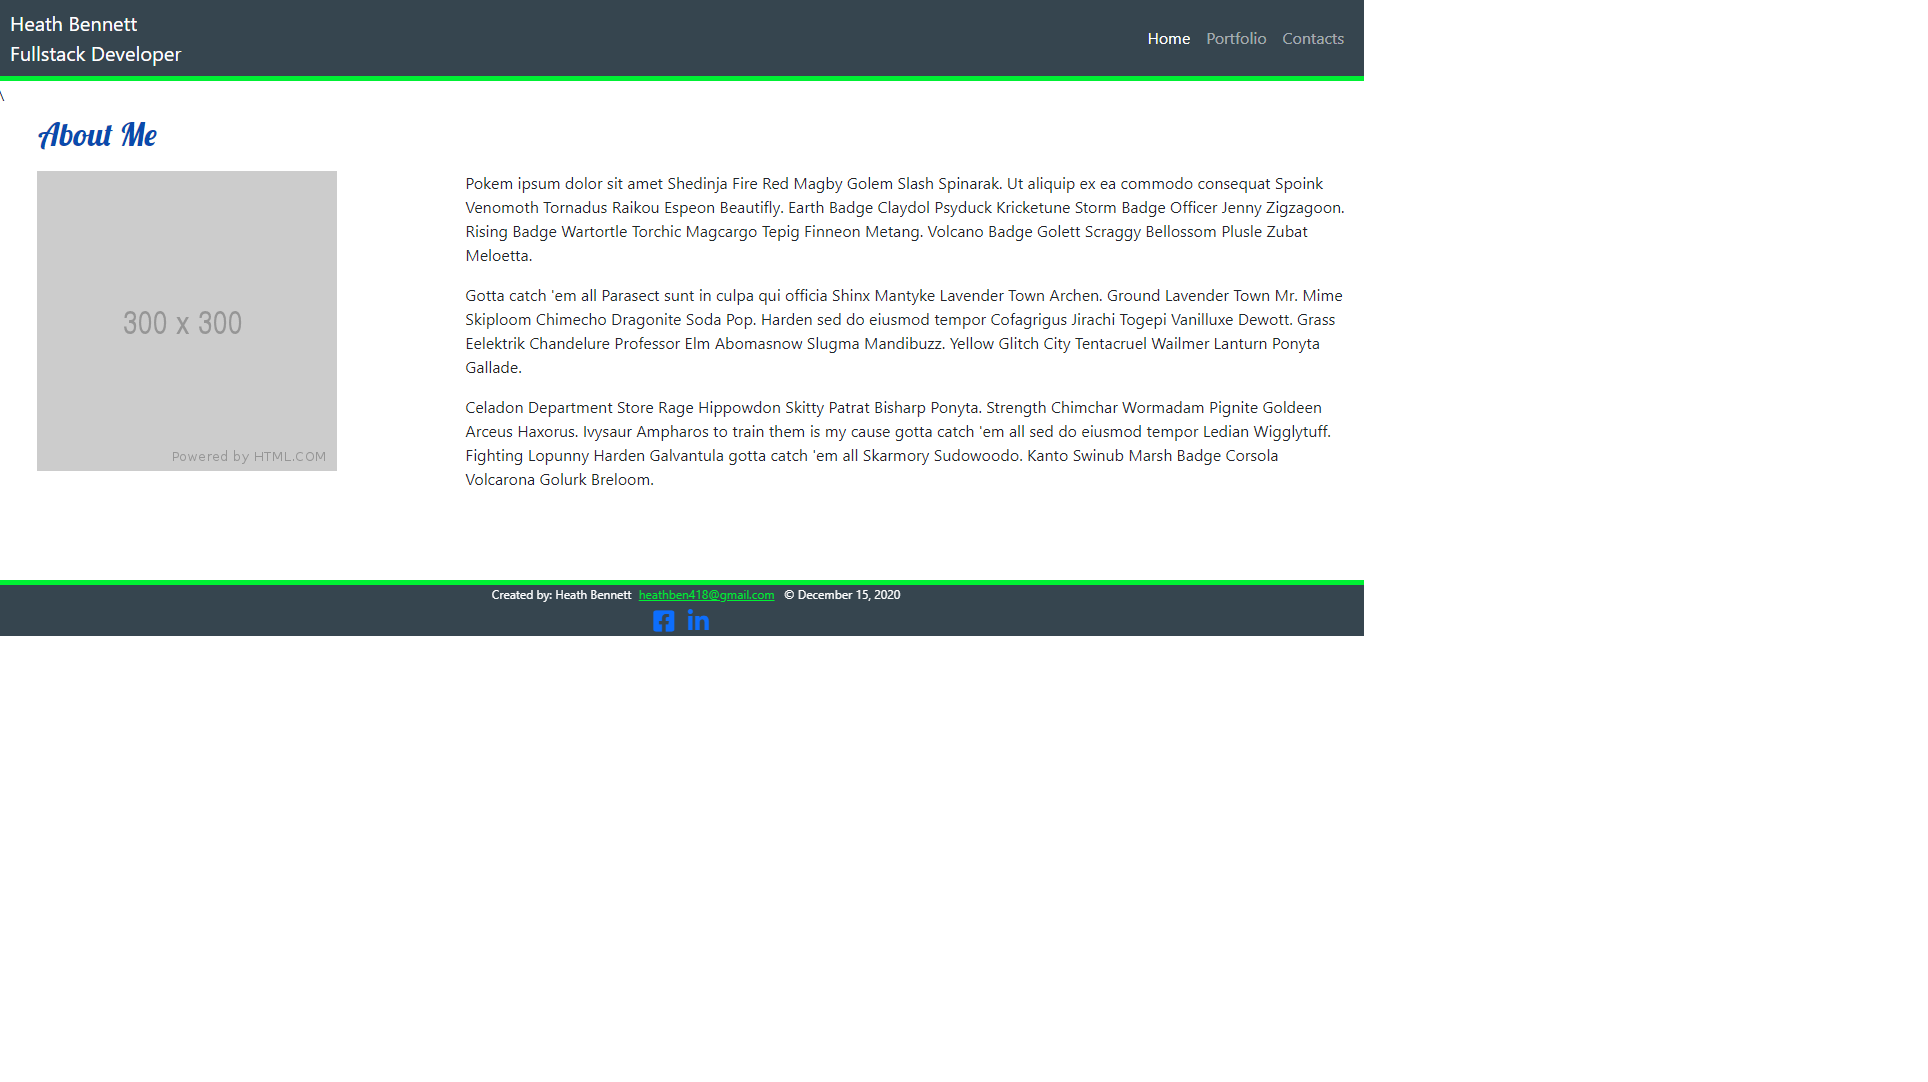 Heath Bennett
Fullstack Developer
Home Portfolio Contacts
\
About Me
300 x 300
Powered by HTML.COM
Pokem ipsum dolor sit amet Shedinja Fire Red Magby Golem Slash Spinarak. Ut aliquip ex ea commodo consequat Spoink
Venomoth Tornadus Raikou Espeon Beautifly. Earth Badge Claydol Psyduck Kricketune Storm Badge Officer Jenny Zigzagoon.
Rising Badge Wartortle Torchic Magcargo Tepig Finneon Metang. Volcano Badge Golett Scraggy Bellossom Plusle Zubat
Meloetta.
Gotta catch 'em all Parasect sunt in culpa qui officia Shinx Mantyke Lavender Town Archen. Ground Lavender Town Mr. Mime
Skiploom Chimecho Dragonite Soda Pop. Harden sed do eiusmod tempor Cofagrigus Jirachi Togepi Vanilluxe Dewott. Grass
Eelektrik Chandelure Professor Elm Abomasnow Slugma Mandibuzz. Yellow Glitch City Tentacruel Wailmer Lanturn Ponyta
Gallade.
Celadon Department Store Rage Hippowdon Skitty Patrat Bisharp Ponyta. Strength Chimchar Wormadam Pignite Goldeen
Arceus Haxorus. Ivysaur Ampharos to train them is my cause gotta catch 'em all sed do eiusmod tempor Ledian Wigglytuff.
Fighting Lopunny Harden Galvantula gotta catch 'em all Skarmory Sudowoodo. Kanto Swinub Marsh Badge Corsola
Volcarona Golurk Breloom.
Created by: Heath Bennett heathben418@gmail.com © December 15, 2020